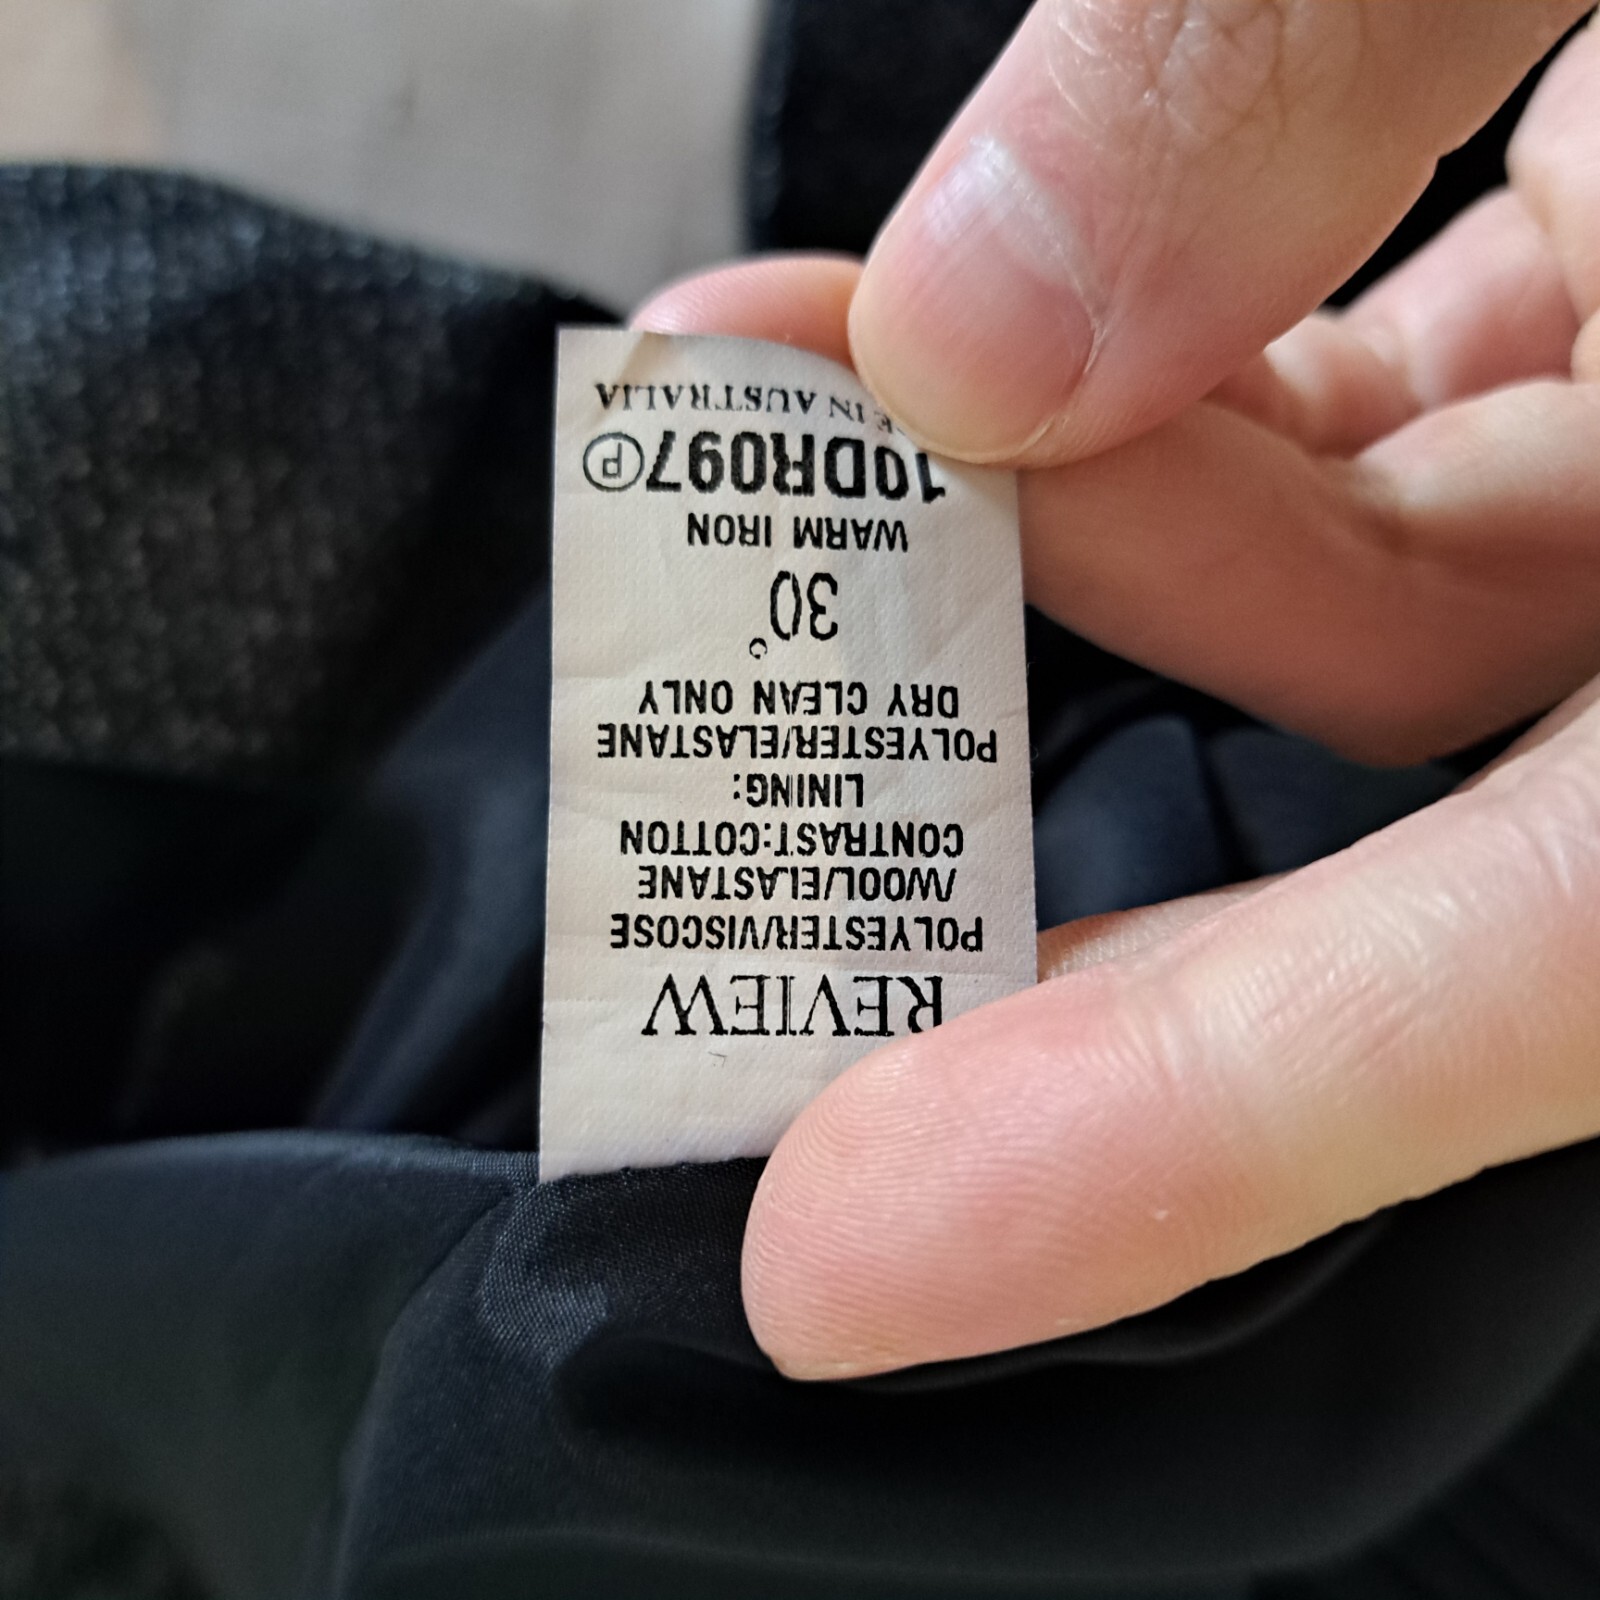 REVIEW
POLYESTER/VISCOSE
/WOOL/ELASTANE
CONTRAST:COTTON
LINING:
POLYESTER/ELASTANE
DRY CLEAN ONLY
30°C
WARM IRON
10DR097 Ⓟ
IN AUSTRALIA